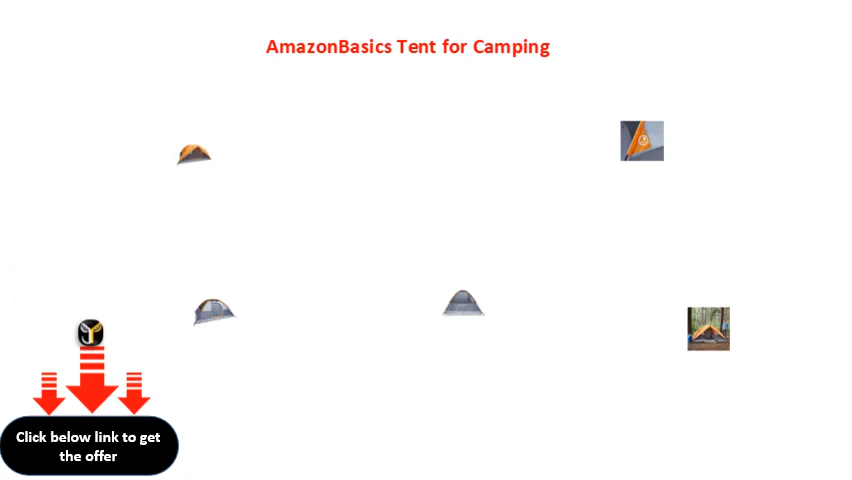 AmazonBasics Tent for Camping
Click below link to get
the offer